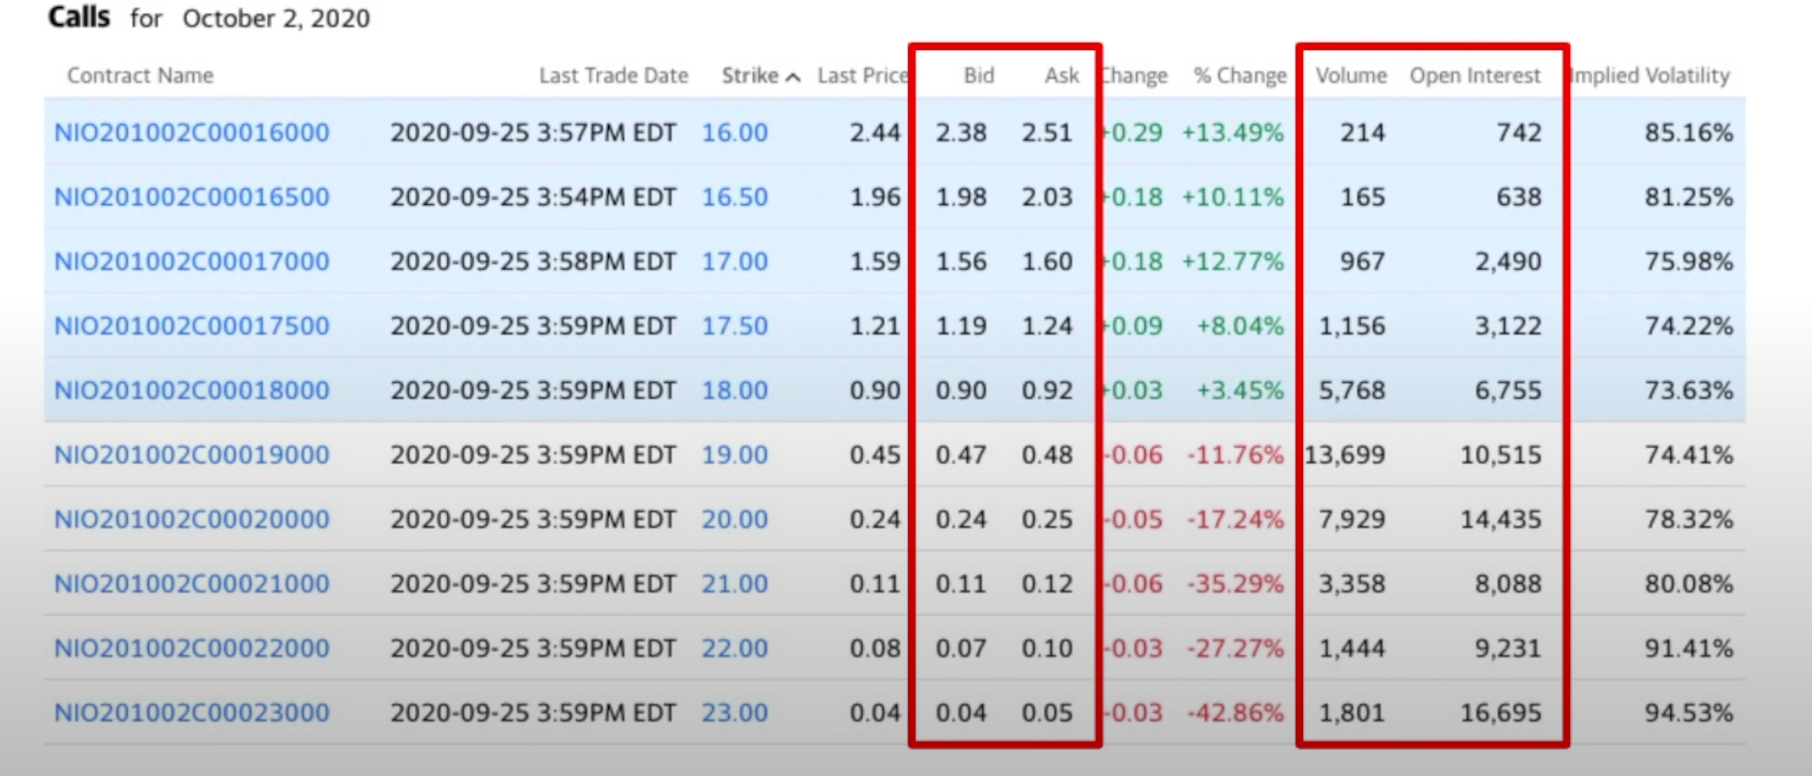 Calls for October 2, 2020
Contract Name Last Trade Date Strike Last Price Bid Ask Change % Change Volume Open Interest Implied Volatility
NIO201002C00016000 2020-09-25 3:57PM EDT 16.00 2.44 2.38 2.51 +0.29 +13.49% 214 742 85.16%
NIO201002C00016500 2020-09-25 3:54PM EDT 16.50 1.96 1.98 2.03 +0.18 +10.11% 165 638 81.25%
NIO201002C00017000 2020-09-25 3:58PM EDT 17.00 1.59 1.56 1.60 +0.18 +12.77% 967 2,490 75.98%
NIO201002C00017500 2020-09-25 3:59PM EDT 17.50 1.21 1.19 1.24 +0.09 +8.04% 1,156 3,122 74.22%
NIO201002C00018000 2020-09-25 3:59PM EDT 18.00 0.90 0.90 0.92 +0.03 +3.45% 5,768 6,755 73.63%
NIO201002C00019000 2020-09-25 3:59PM EDT 19.00 0.45 0.47 0.48 -0.06 -11.76% 13,699 10,515 74.41%
NIO201002C00020000 2020-09-25 3:59PM EDT 20.00 0.24 0.24 0.25 -0.05 -17.24% 7,929 14,435 78.32%
NIO201002C00021000 2020-09-25 3:59PM EDT 21.00 0.11 0.11 0.12 -0.06 -35.29% 3,358 8,088 80.08%
NIO201002C00022000 2020-09-25 3:59PM EDT 22.00 0.08 0.07 0.10 -0.03 -27.27% 1,444 9,231 91.41%
NIO201002C00023000 2020-09-25 3:59PM EDT 23.00 0.04 0.04 0.05 -0.03 -42.86% 1,801 16,695 94.53%